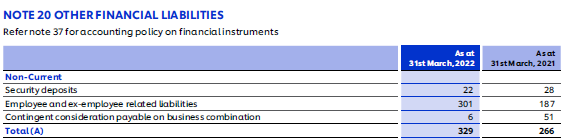 NOTE 20 OTHER FINANCIAL LIABILITIES
Refer note 37 for accounting policy on financial instruments
As at As at
31st March, 2022 31st March, 2021
Non-Current
Security deposits 22 28
Employee and ex-employee related liabilities 301 187
Contingent consideration payable on business combination 6 51
Total (A) 329 266